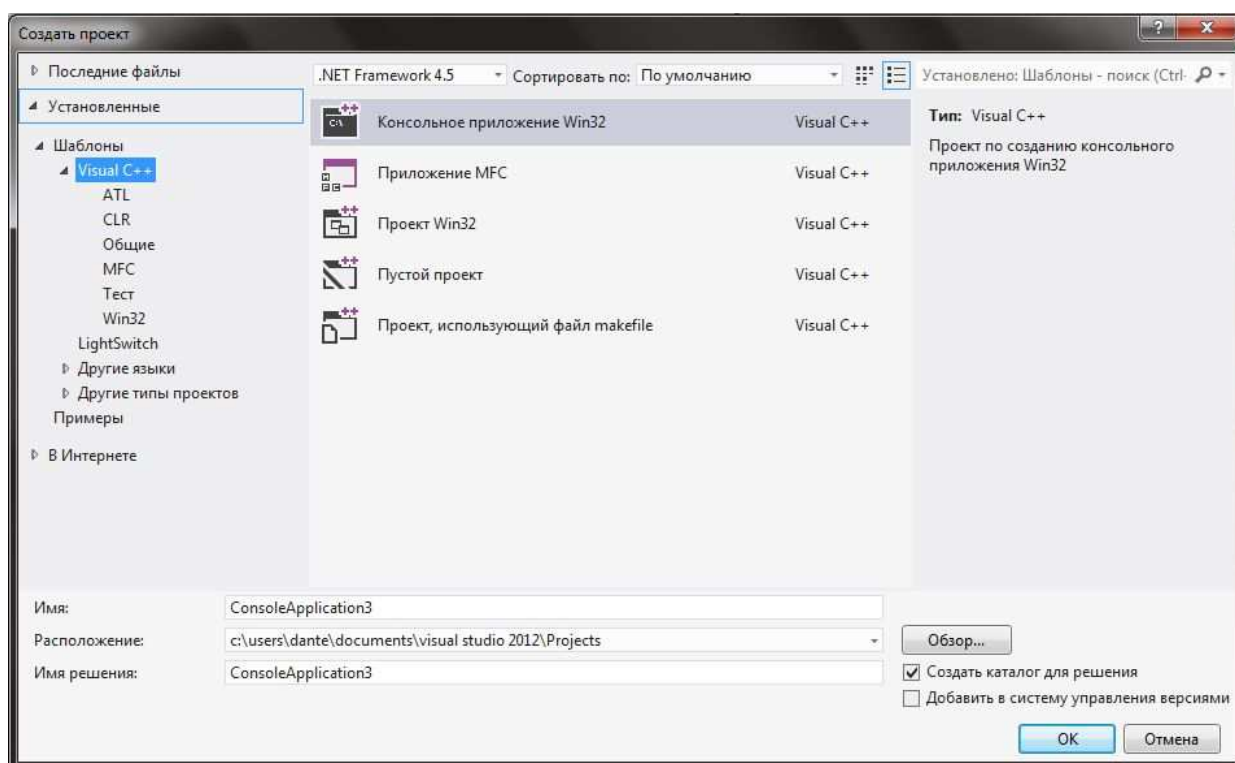 Создать проект
Последние файлы
Установленные
Шаблоны
Visual C++
ATL
CLR
Общие
MFC
Тест
Win32
LightSwitch
Другие языки
Другие типы проектов
Примеры
В Интернете
.NET Framework 4.5 Сортировать по: По умолчанию
Консольное приложение Win32 Visual C++
Приложение MFC Visual C++
Проект Win32 Visual C++
Пустой проект Visual C++
Проект, использующий файл makefile Visual C++
Установлено: Шаблоны - поиск (Ctrl-
Тип: Visual C++
Проект по созданию консольного
приложения Win32
Имя: ConsoleApplication3
Расположение: c:\users\dante\documents\visual studio 2012\Projects Обзор...
Имя решения: ConsoleApplication3
Создать каталог для решения
Добавить в систему управления версиями
OK Отмена